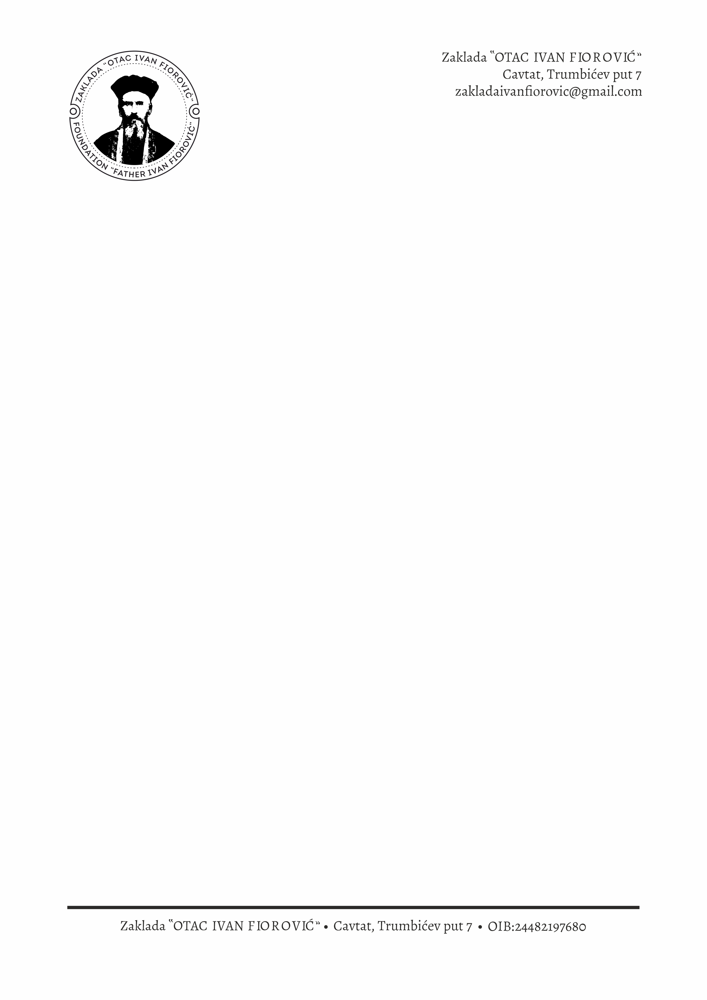 ZAKLADA “OTAC IVAN FIOROVIĆ”
FOUNDATION “FATHER IVAN FIOROVIĆ”
Zaklada “OTAC IVAN FIOROVIĆ”
Cavtat, Trumbićev put 7
zakladaivanfiorovic@gmail.com
Zaklada “OTAC IVAN FIOROVIĆ” • Cavtat, Trumbićev put 7 • OIB:24482197680